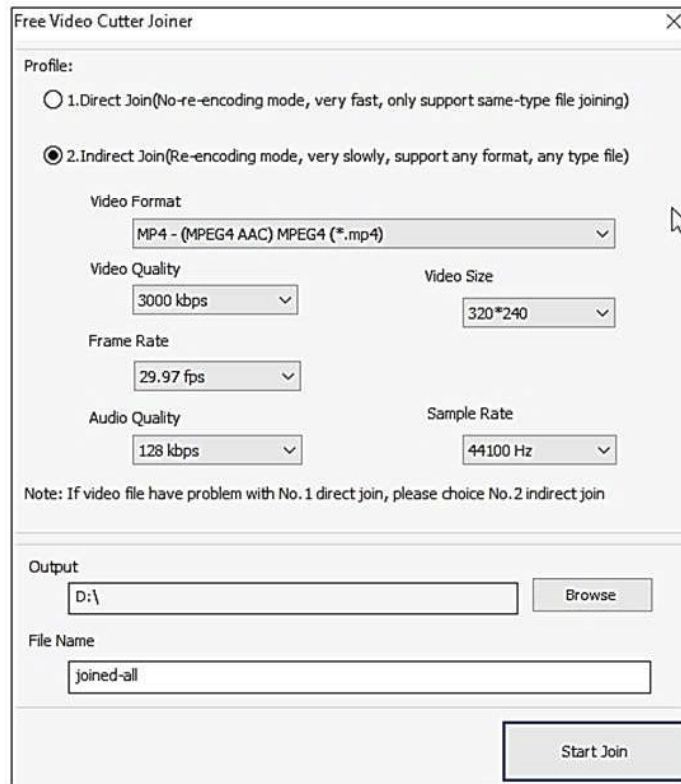 Free Video Cutter Joiner
Profile:
1.Direct Join(No-re-encoding mode, very fast, only support same-type file joining)
2.Indirect Join(Re-encoding mode, very slowly, support any format, any type file)
Video Format
MP4 - (MPEG4 AAC) MPEG4 (*.mp4)
Video Quality
Video Size
3000 kbps
320*240
Frame Rate
29.97 fps
Audio Quality
Sample Rate
128 kbps
44100 Hz
Note: If video file have problem with No.1 direct join, please choice No.2 indirect join
Output
D:\
Browse
File Name
joined-all
Start Join